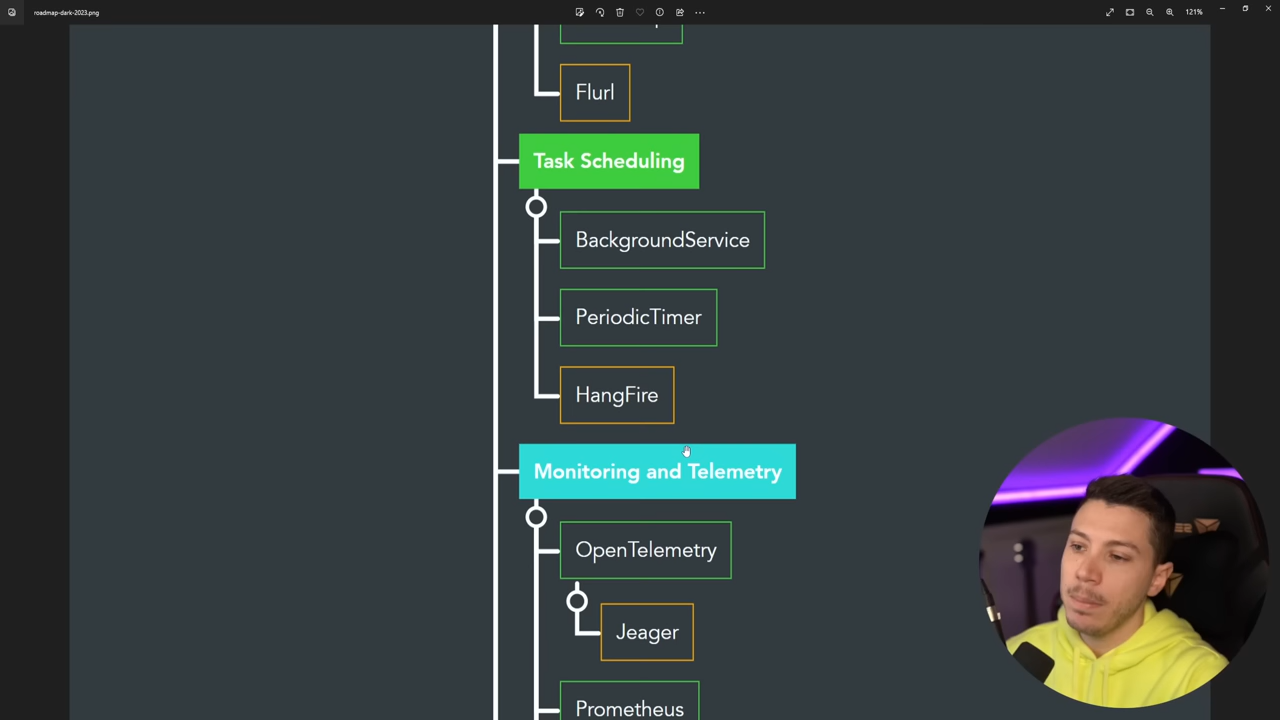 roadmap-dark-2023.png
121%
Flurl
Task Scheduling
BackgroundService
PeriodicTimer
HangFire
Monitoring and Telemetry
OpenTelemetry
Jeager
Prometheus